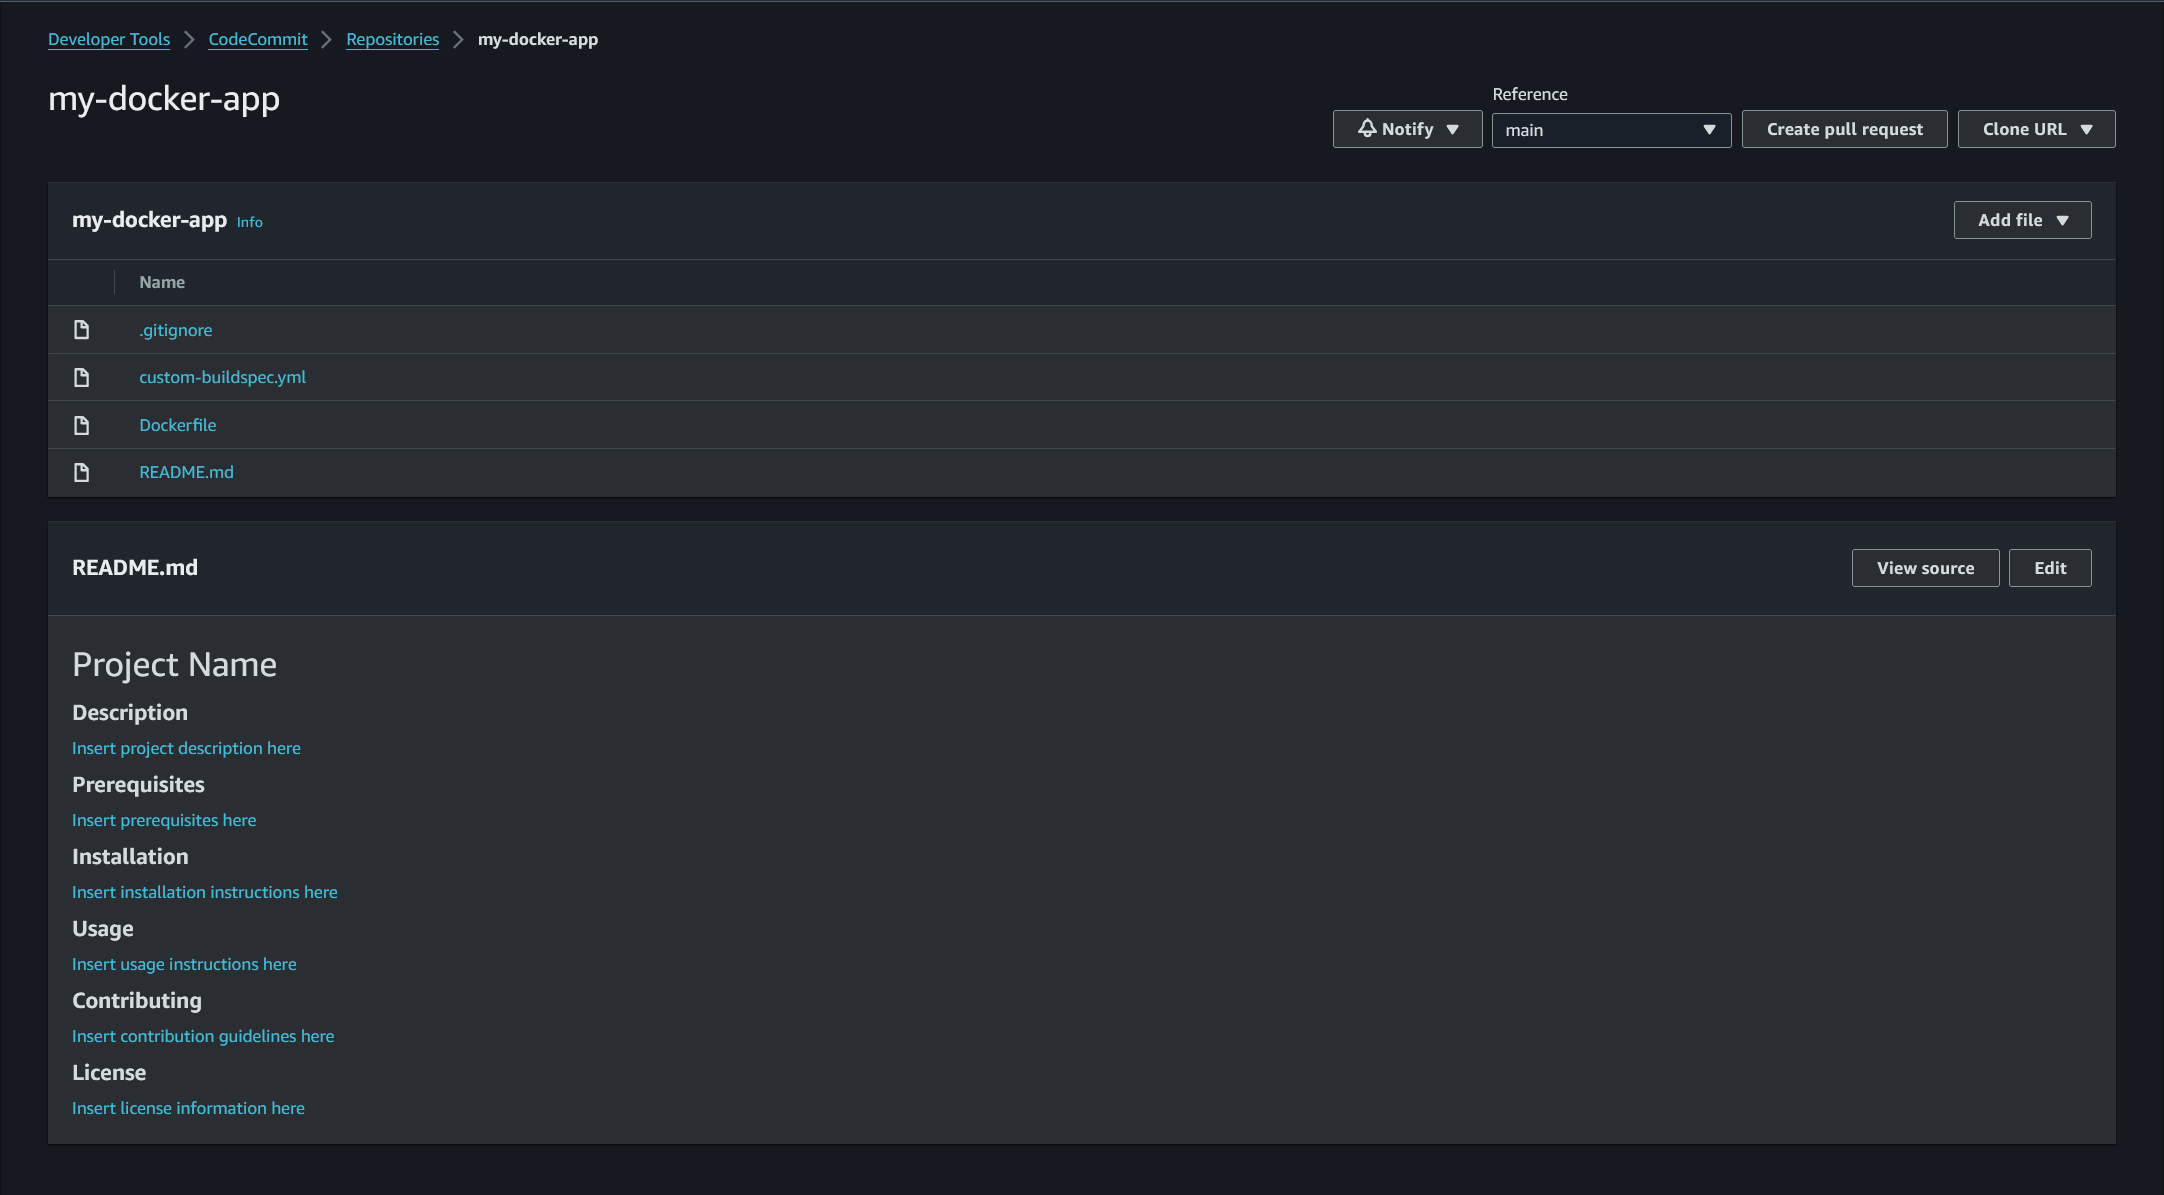 Developer Tools > CodeCommit > Repositories > my-docker-app
my-docker-app
Reference
Notify main Create pull request Clone URL
my-docker-app Info
Add file
Name
.gitignore
custom-buildspec.yml
Dockerfile
README.md
README.md
View source Edit
Project Name
Description
Insert project description here
Prerequisites
Insert prerequisites here
Installation
Insert installation instructions here
Usage
Insert usage instructions here
Contributing
Insert contribution guidelines here
License
Insert license information here